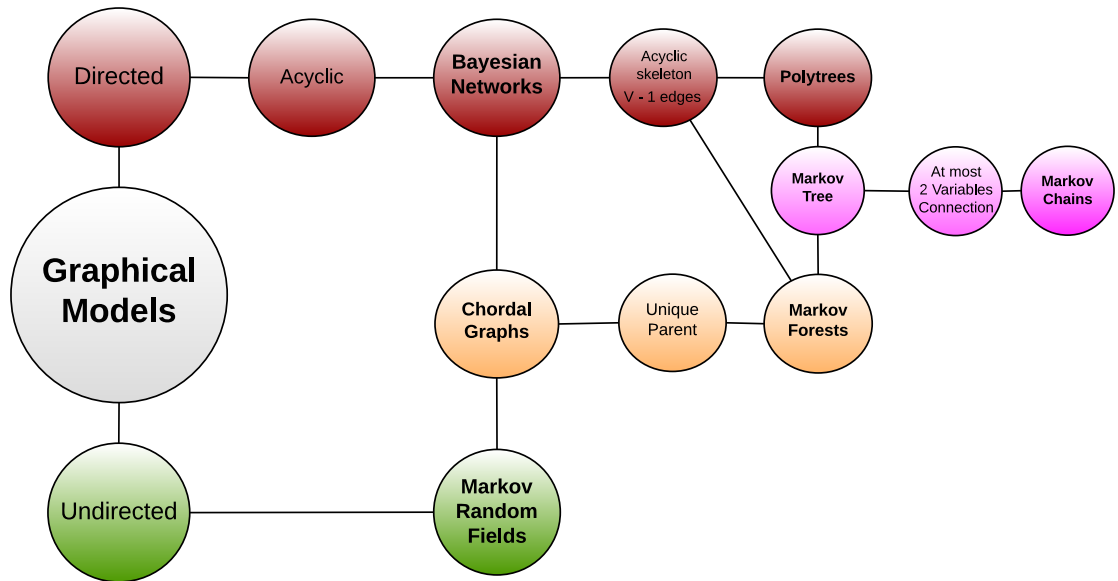 Directed
Acyclic
Bayesian
Networks
Acyclic
skeleton
V - 1 edges
Polytrees
Markov
Tree
At most
2 Variables
Connection
Markov
Chains
Graphical
Models
Chordal
Graphs
Unique
Parent
Markov
Forests
Undirected
Markov
Random
Fields